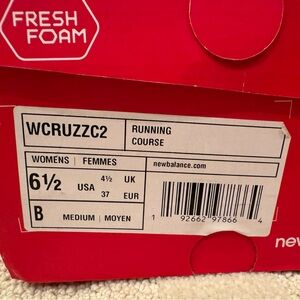 FRESH
FOAM
WCRUZZC2
RUNNING
COURSE
WOMENS | FEMMES
newbalance.com
6½ USA 4½ UK
37 EUR
B MEDIUM | MOYEN
1 92662 97866 4
new